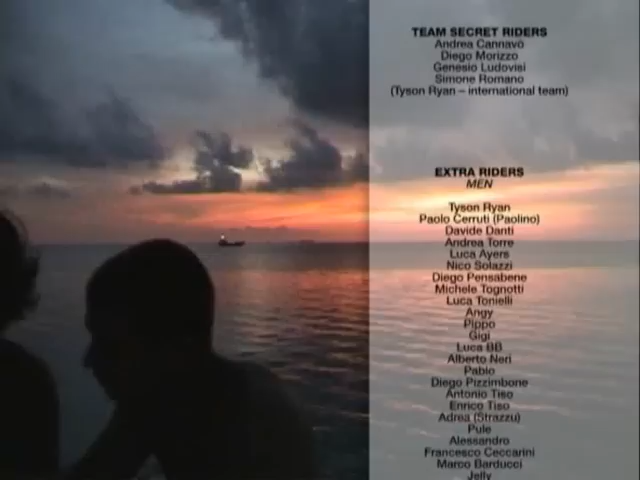 TEAM SECRET RIDERS
Andrea Cannavò
Diego Morizzo
Genesio Ludovisi
Simone Romano
(Tyson Ryan – international team)
EXTRA RIDERS
MEN
Tyson Ryan
Paolo Cerruti (Paolino)
Davide Danti
Andrea Torre
Luca Ayers
Nico Solazzi
Diego Pensabene
Michele Tognotti
Luca Tonielli
Angy
Pippo
Gigi
Luca BB
Alberto Neri
Pablo
Diego Pizzimbone
Antonio Tiso
Enrico Tiso
Adrea (Strazzu)
Pule
Alessandro
Francesco Ceccarini
Marco Barducci
Jelly